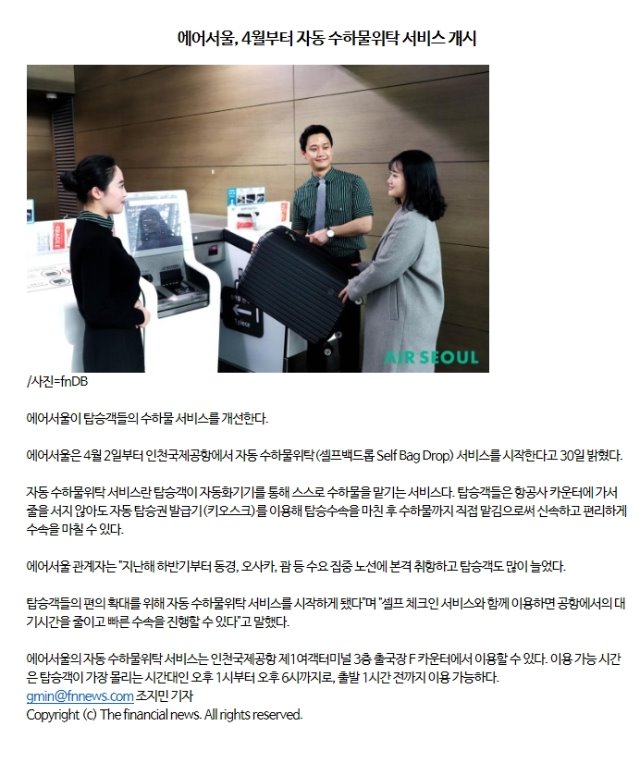 에어서울, 4월부터 자동 수하물위탁 서비스 개시
AIR SEOUL
/사진=fnDB
에어서울이 탑승객들의 수하물 서비스를 개선한다.
에어서울은 4월 2일부터 인천국제공항에서 자동 수하물위탁(셀프백드롭 Self Bag Drop) 서비스를 시작한다고 30일 밝혔다.
자동 수하물위탁 서비스란 탑승객이 자동화기기를 통해 스스로 수하물을 맡기는 서비스다. 탑승객들은 항공사 카운터에 가서
줄을 서지 않아도 자동 탑승권 발급기(키오스크)를 이용해 탑승수속을 마친 후 수하물까지 직접 맡김으로써 신속하고 편리하게
수속을 마칠 수 있다.
에어서울 관계자는 "지난해 하반기부터 동경, 오사카, 괌 등 수요 집중 노선에 본격 취항하고 탑승객도 많이 늘었다.
탑승객들의 편의 확대를 위해 자동 수하물위탁 서비스를 시작하게 됐다"며 "셀프 체크인 서비스와 함께 이용하면 공항에서의 대
기시간을 줄이고 빠른 수속을 진행할 수 있다"고 말했다.
에어서울의 자동 수하물위탁 서비스는 인천국제공항 제1여객터미널 3층 출국장 F 카운터에서 이용할 수 있다. 이용 가능 시간
은 탑승객이 가장 몰리는 시간대인 오후 1시부터 오후 6시까지로, 출발 1시간 전까지 이용 가능하다.
gmin@fnnews.com 조지민 기자
Copyright (c) The financial news. All rights reserved.